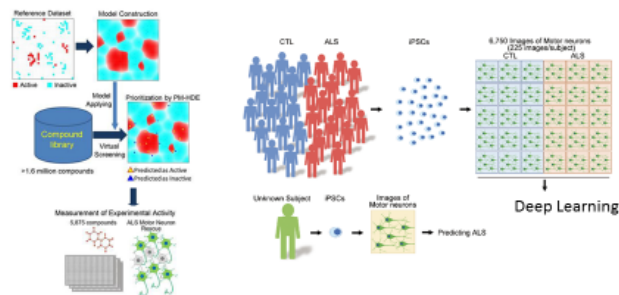 Reference Dataset
Model Construction
Active
Inactive
Model
Applying
Prioritization by PM-HDE
Compound
library
Virtual
Screening
>1.6 million compounds
Predicted as Active
Predicted as Inactive
Measurement of Experimental Activity
5,875 compounds
ALS Motor Neuron
Rescue
CTL
ALS
iPSCs
6,750 Images of Motor neurons
(225 images/subject)
CTL
ALS
Deep Learning
Unknown Subject
iPSCs
Images of
Motor neurons
Predicting ALS